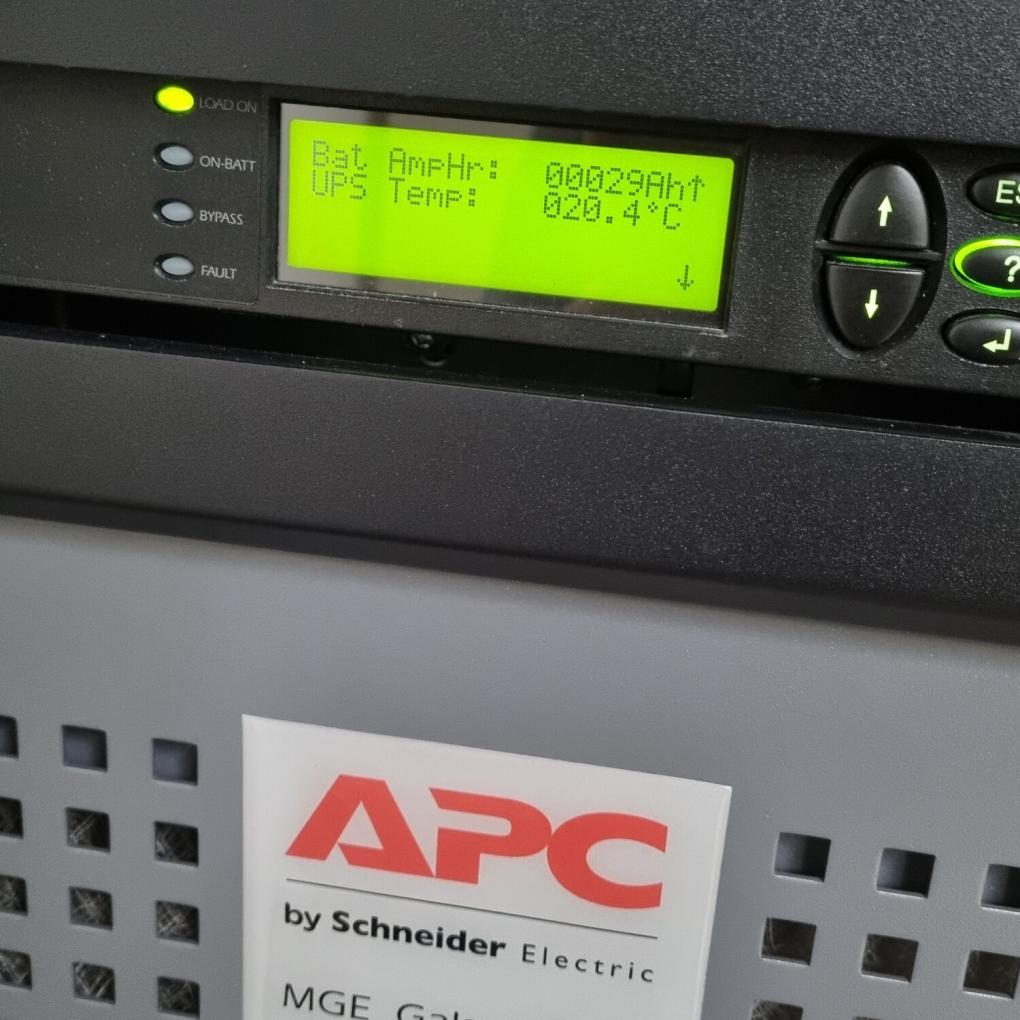 LOAD ON
ON-BATT
BYPASS
FAULT
Bat AmpHr: 00029Ah↑
UPS Temp: 020.4°C
↓
↑
↓
?
↵
APC
by Schneider Electric
MGE